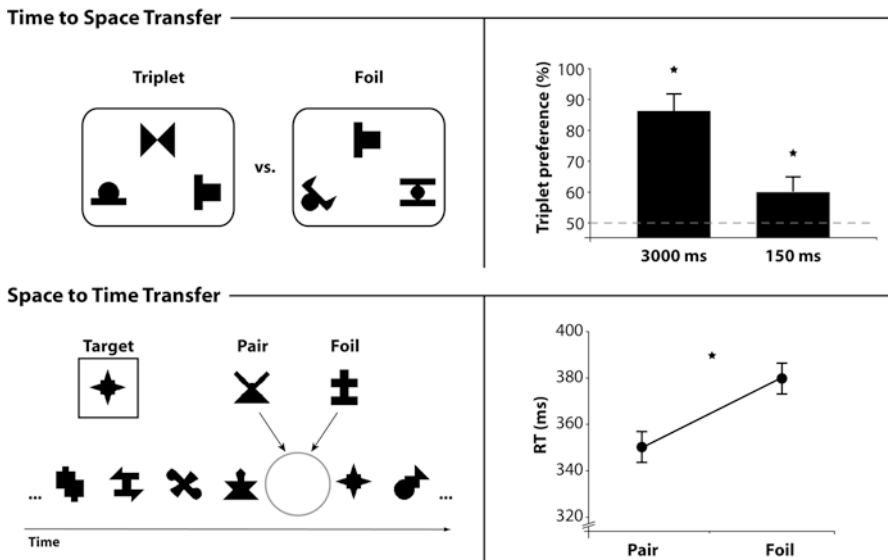 Time to Space Transfer
Triplet
Foil
vs.
Triplet preference (%)
100
90
80
70
60
50
3000 ms
150 ms
Space to Time Transfer
Target
Pair
Foil
...
...
Time
RT (ms)
400
380
360
340
320
Pair
Foil